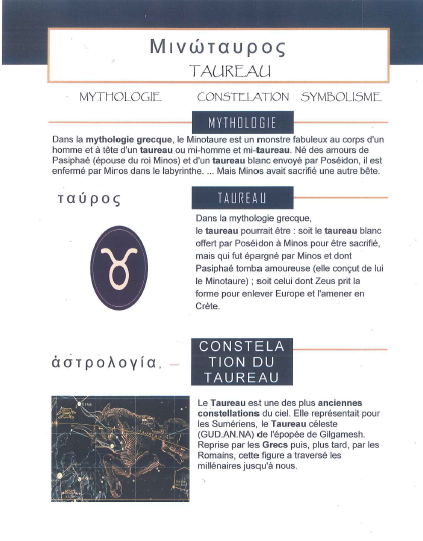 Μινώταυρος
TAUREAU
MYTHOLOGIE CONSTELATION SYMBOLISME
MYTHOLOGIE
Dans la mythologie grecque, le Minotaure est un monstre fabuleux au corps d'un
homme et à tête d'un taureau ou mi-homme et mi-taureau. Né des amours de
Pasiphaé (épouse du roi Minos) et d'un taureau blanc envoyé par Poséidon, il est
enfermé par Minos dans le labyrinthe. ... Mais Minos avait sacrifié une autre bête.
ταύρος
TAUREAU
Dans la mythologie grecque,
le taureau pourrait être : soit le taureau blanc
offert par Poséidon à Minos pour être sacrifié,
mais qui fut épargné par Minos et dont
Pasiphaé tomba amoureuse (elle conçut de lui
le Minotaure) ; soit celui dont Zeus prit la
forme pour enlever Europe et l'amener en
Crète.
ἀστρολογία, –
CONSTELA
TION DU
TAUREAU
Le Taureau est une des plus anciennes
constellations du ciel. Elle représentait pour
les Sumériens, le Taureau céleste
(GUD.AN.NA) de l'épopée de Gilgamesh.
Reprise par les Grecs puis, plus tard, par les
Romains, cette figure a traversé les
millénaires jusqu'à nous.